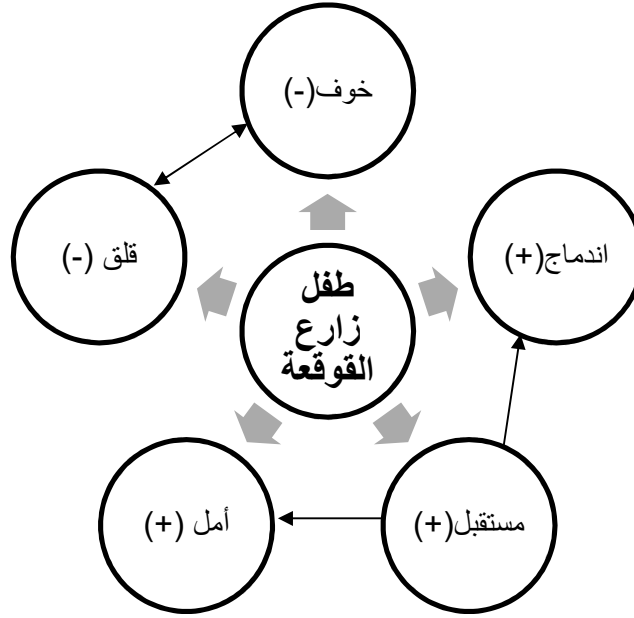 خوف(-)
قلق (-)
اندماج(+)
طفل
زارع
القوقعة
أمل (+)
مستقبل(+)